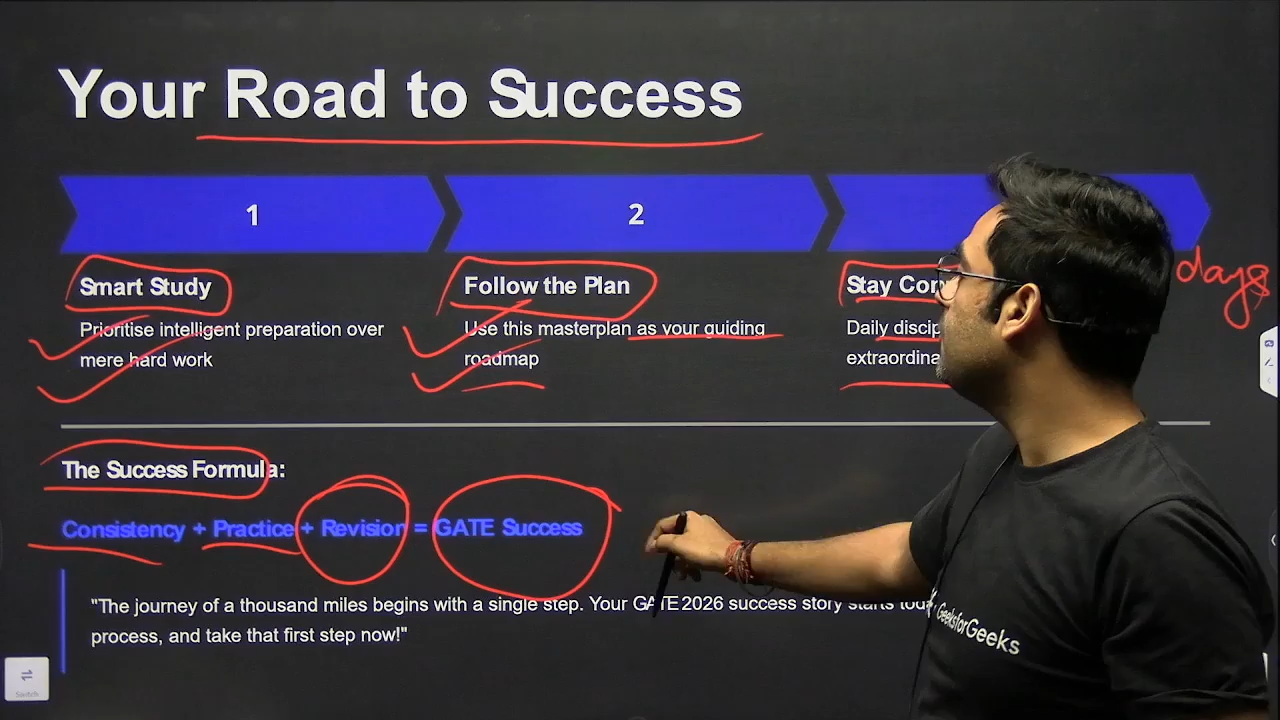 Your Road to Success
1
2
Smart Study
Prioritise intelligent preparation over
mere hard work
Follow the Plan
Use this masterplan as your guiding
roadmap
Stay
Daily
days
The Success Formula:
Consistency + Practice + Revision = GATE Success
"The journey of a thousand miles begins with a single step. Your GATE 2026 success story starts
process, and take that first step now!"
GeeksforGeeks
Switch